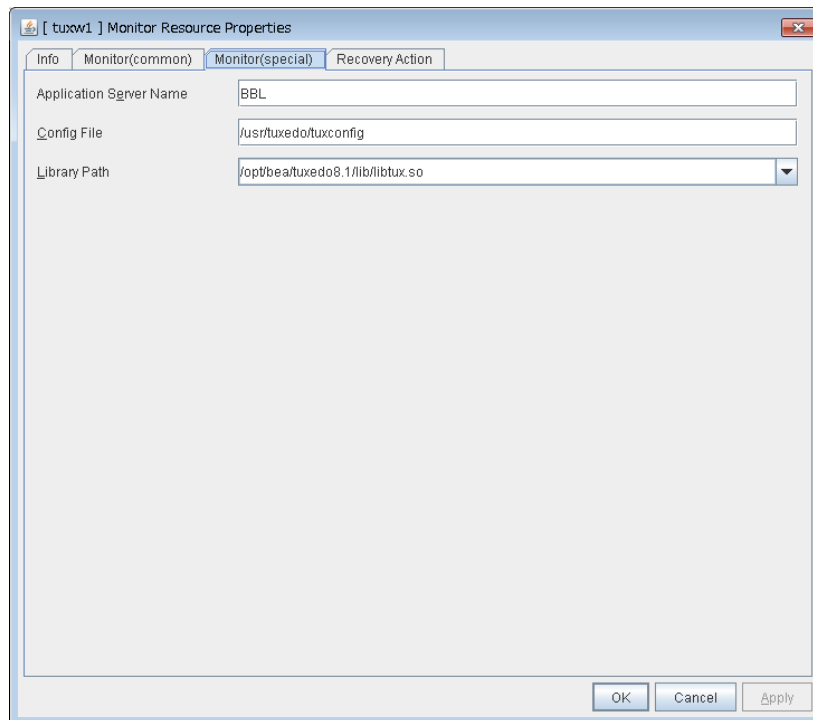 [ tuxw1 ] Monitor Resource Properties
Info Monitor(common) Monitor(special) Recovery Action
Application Server Name BBL
Config File /usr/tuxedo/tuxconfig
Library Path /opt/bea/tuxedo8.1/lib/libtux.so
OK Cancel Apply